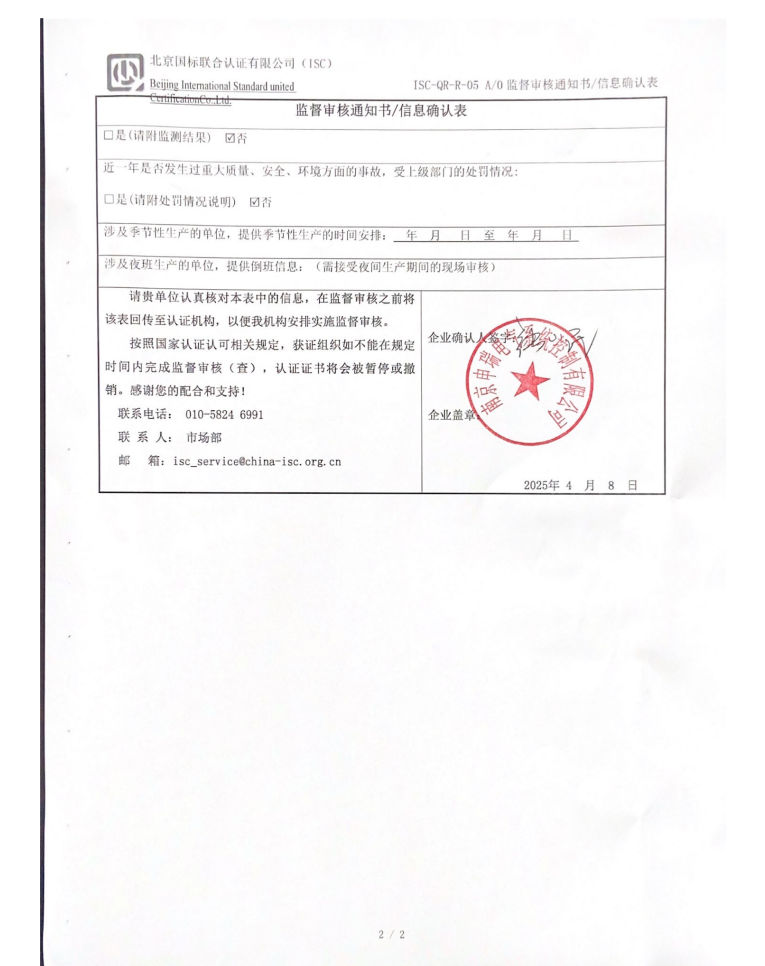 北京国标联合认证有限公司（ISC）
Beijing International Standard united
CertificationCo.,Ltd.
ISC-QR-R-05 A/0 监督审核通知书/信息确认表
监督审核通知书/信息确认表
□是(请附监测结果) ☑否
近一年是否发生过重大质量、安全、环境方面的事故，受上级部门的处罚情况:
□是(请附处罚情况说明) ☑否
涉及季节性生产的单位，提供季节性生产的时间安排： 年 月 日 至 年 月 日
涉及夜班生产的单位，提供倒班信息：（需接受夜间生产期间的现场审核）
请贵单位认真核对本表中的信息，在监督审核之前将
该表回传至认证机构，以便我机构安排实施监督审核。
按照国家认证认可相关规定，获证组织如不能在规定
时间内完成监督审核（查），认证证书将会被暂停或撤
销。感谢您的配合和支持!
联系电话： 010-5824 6991
联 系 人： 市场部
邮 箱：isc_service@china-isc.org.cn
企业确认人签字:
南京申瑞电气系统控制有限公司
企业盖章:
2025年 4 月 8 日
2 / 2